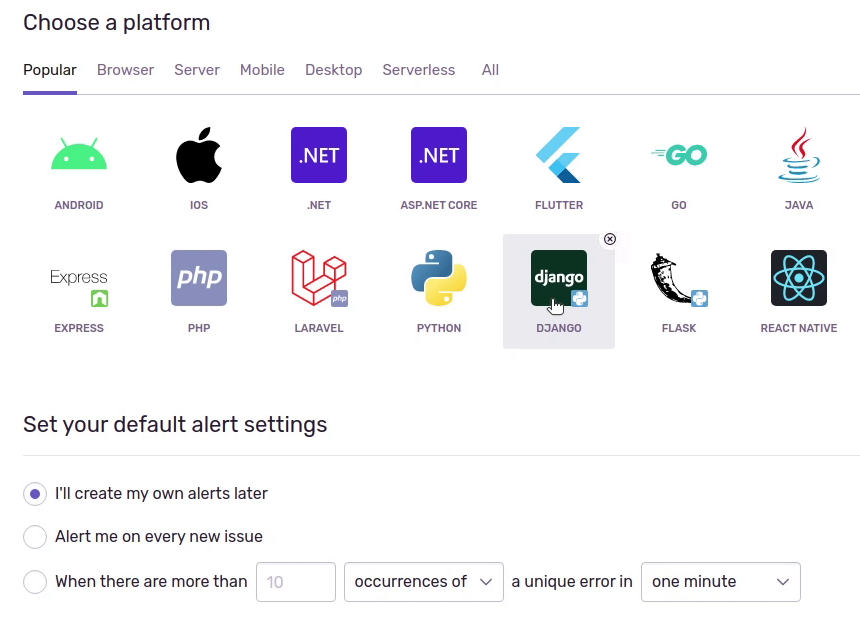 Choose a platform
Popular Browser Server Mobile Desktop Serverless All
.NET .NET GO
ANDROID IOS .NET ASP.NET CORE FLUTTER GO JAVA
Express php php django
EXPRESS PHP LARAVEL PYTHON DJANGO FLASK REACT NATIVE
Set your default alert settings
I'll create my own alerts later
Alert me on every new issue
When there are more than 10 occurrences of a unique error in one minute